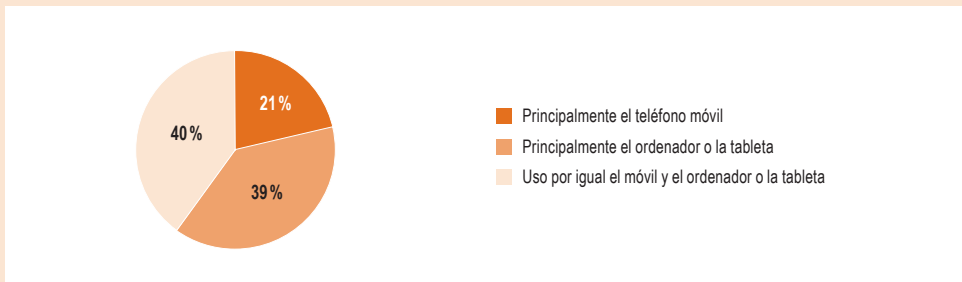 21 %
40 %
39 %
Principalmente el teléfono móvil
Principalmente el ordenador o la tableta
Uso por igual el móvil y el ordenador o la tableta